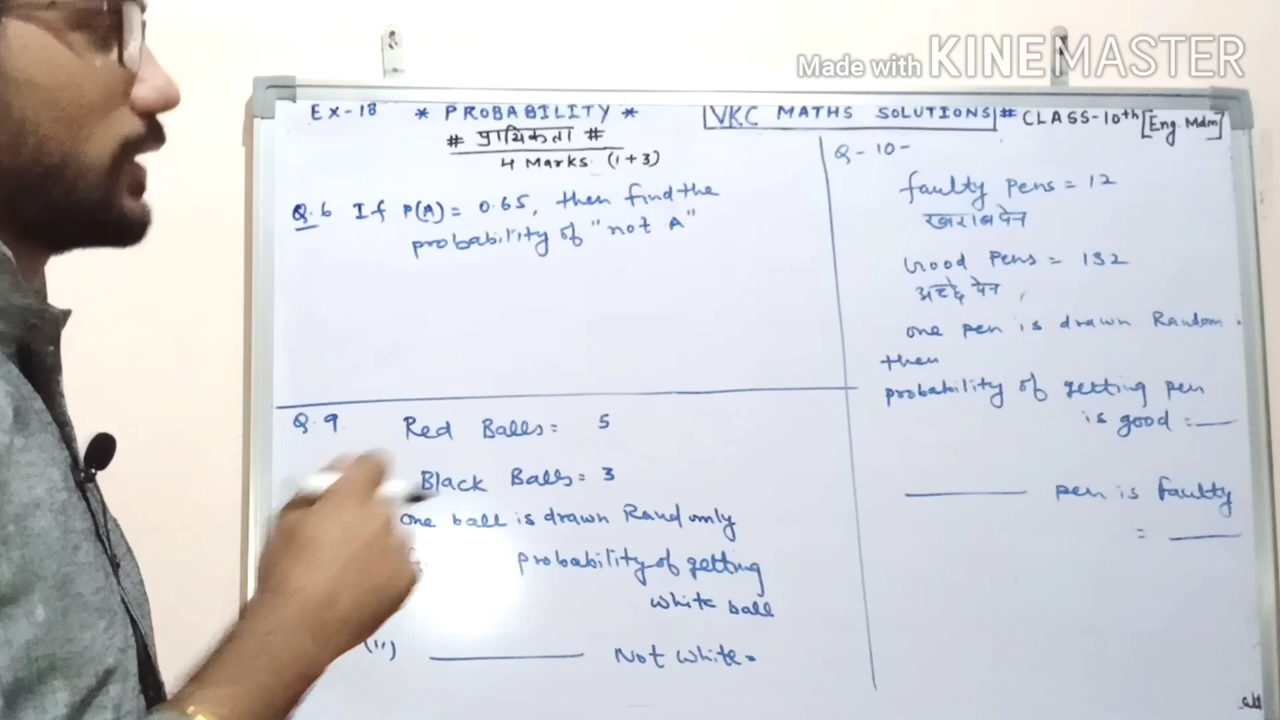 Made with KINEMASTER
Ex-18 * PROBABILITY *
# प्रायिकता #
4 Marks (1+3)
VKC MATHS SOLUTIONS # CLASS-10th [Eng. Mdm]
Q.6 If P(A) = 0.65, then find the
probability of "not A"
Q.9 Red Balls = 5
Black Balls = 3
one ball is drawn Randomly
probability of getting
white ball
(ii) ______ Not white =
Q-10-
faulty pens = 12
खराब पेन
Good Pens = 132
अच्छे पेन
one pen is drawn Random
then
probability of getting pen
is good = __
______ pen is faulty
= ____